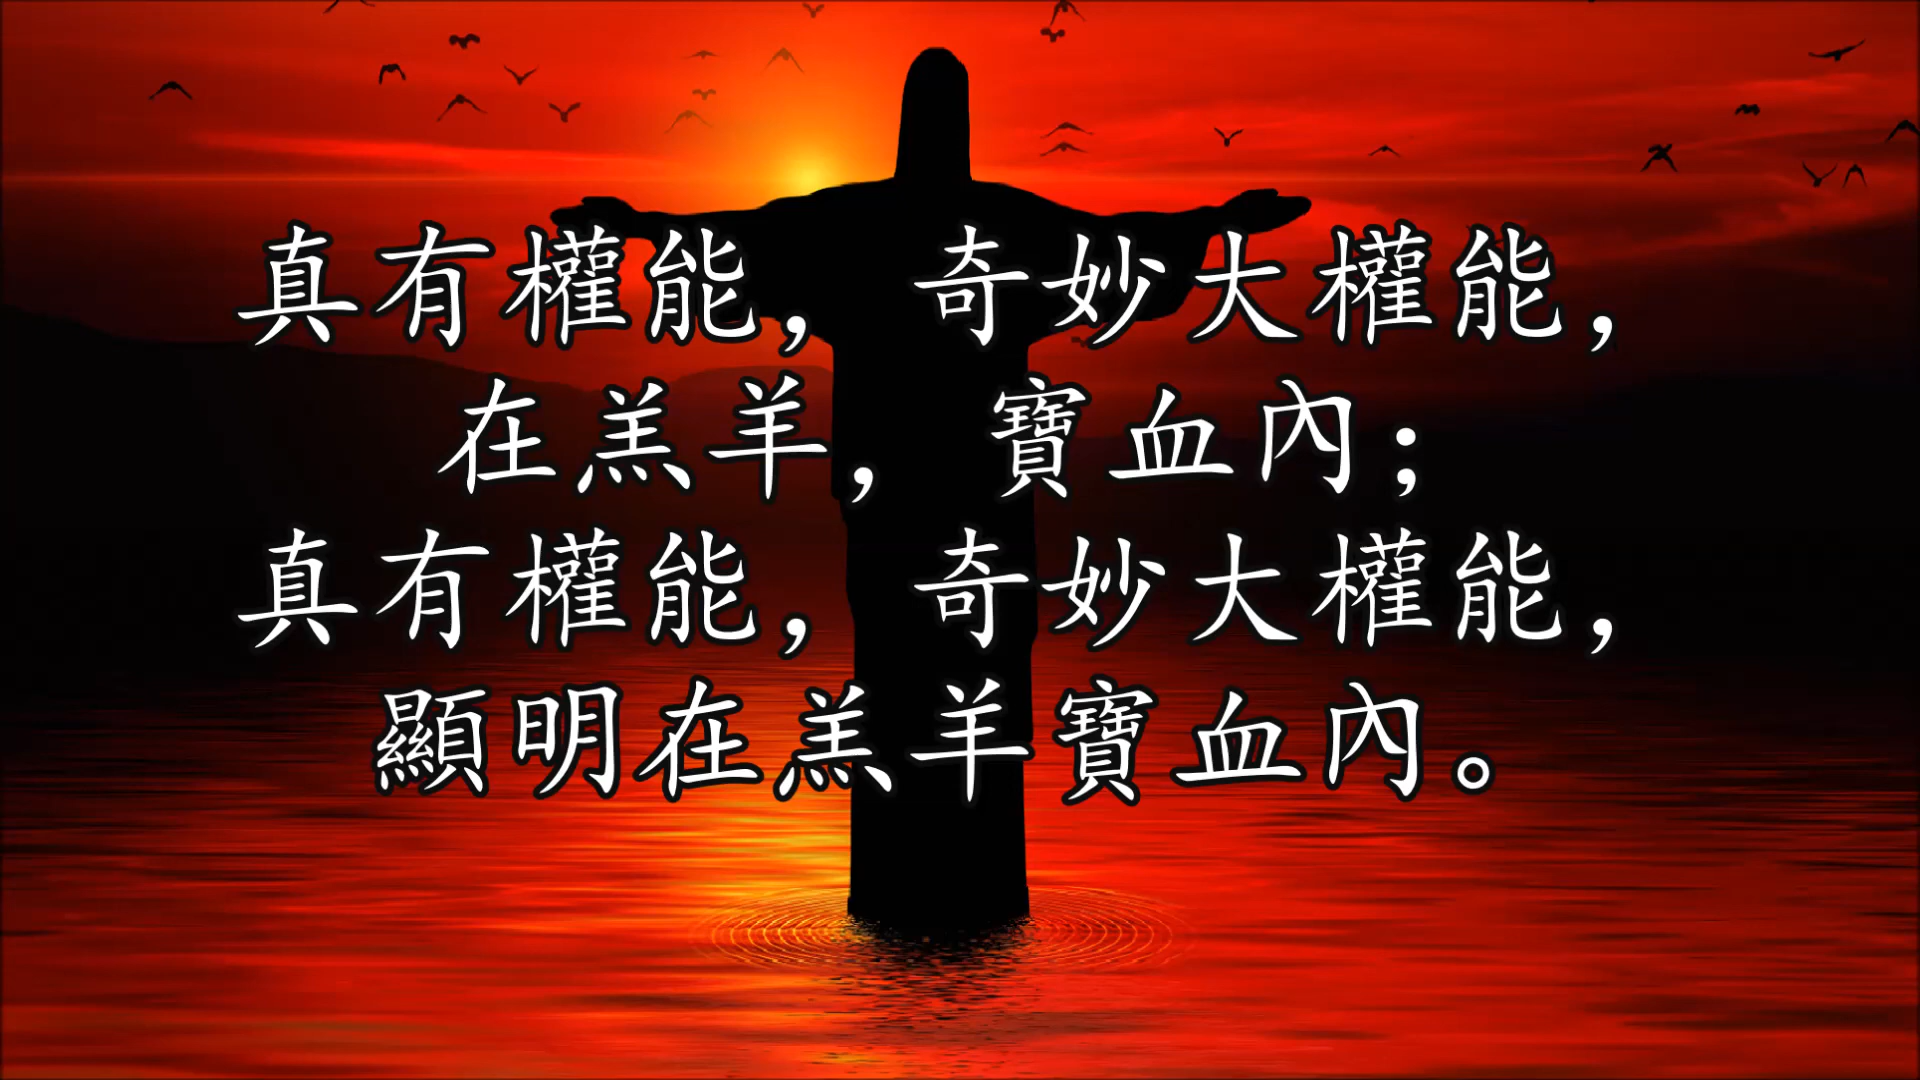 真有權能，奇妙大權能，
在羔羊，寶血內；
真有權能，奇妙大權能，
顯明在羔羊寶血內。